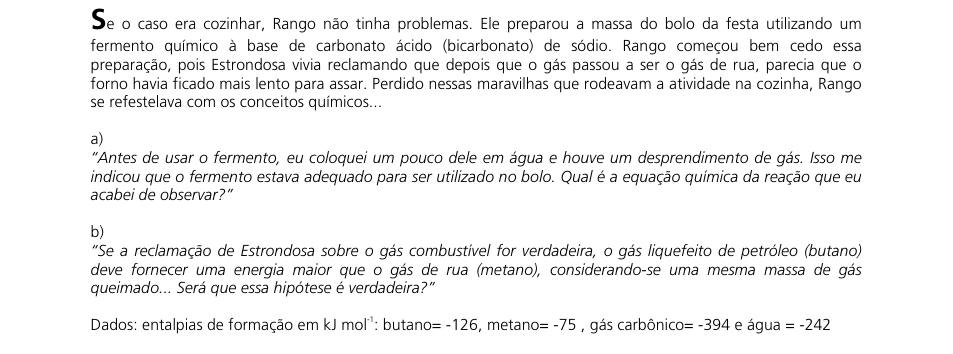 Se o caso era cozinhar, Rango não tinha problemas. Ele preparou a massa do bolo da festa utilizando um
fermento químico à base de carbonato ácido (bicarbonato) de sódio. Rango começou bem cedo essa
preparação, pois Estrondosa vivia reclamando que depois que o gás passou a ser o gás de rua, parecia que o
forno havia ficado mais lento para assar. Perdido nessas maravilhas que rodeavam a atividade na cozinha, Rango
se refestelava com os conceitos químicos...
a)
"Antes de usar o fermento, eu coloquei um pouco dele em água e houve um desprendimento de gás. Isso me
indicou que o fermento estava adequado para ser utilizado no bolo. Qual é a equação química da reação que eu
acabei de observar?"
b)
"Se a reclamação de Estrondosa sobre o gás combustível for verdadeira, o gás liquefeito de petróleo (butano)
deve fornecer uma energia maior que o gás de rua (metano), considerando-se uma mesma massa de gás
queimado... Será que essa hipótese é verdadeira?"
Dados: entalpias de formação em kJ mol⁻¹: butano= -126, metano= -75 , gás carbônico= -394 e água = -242